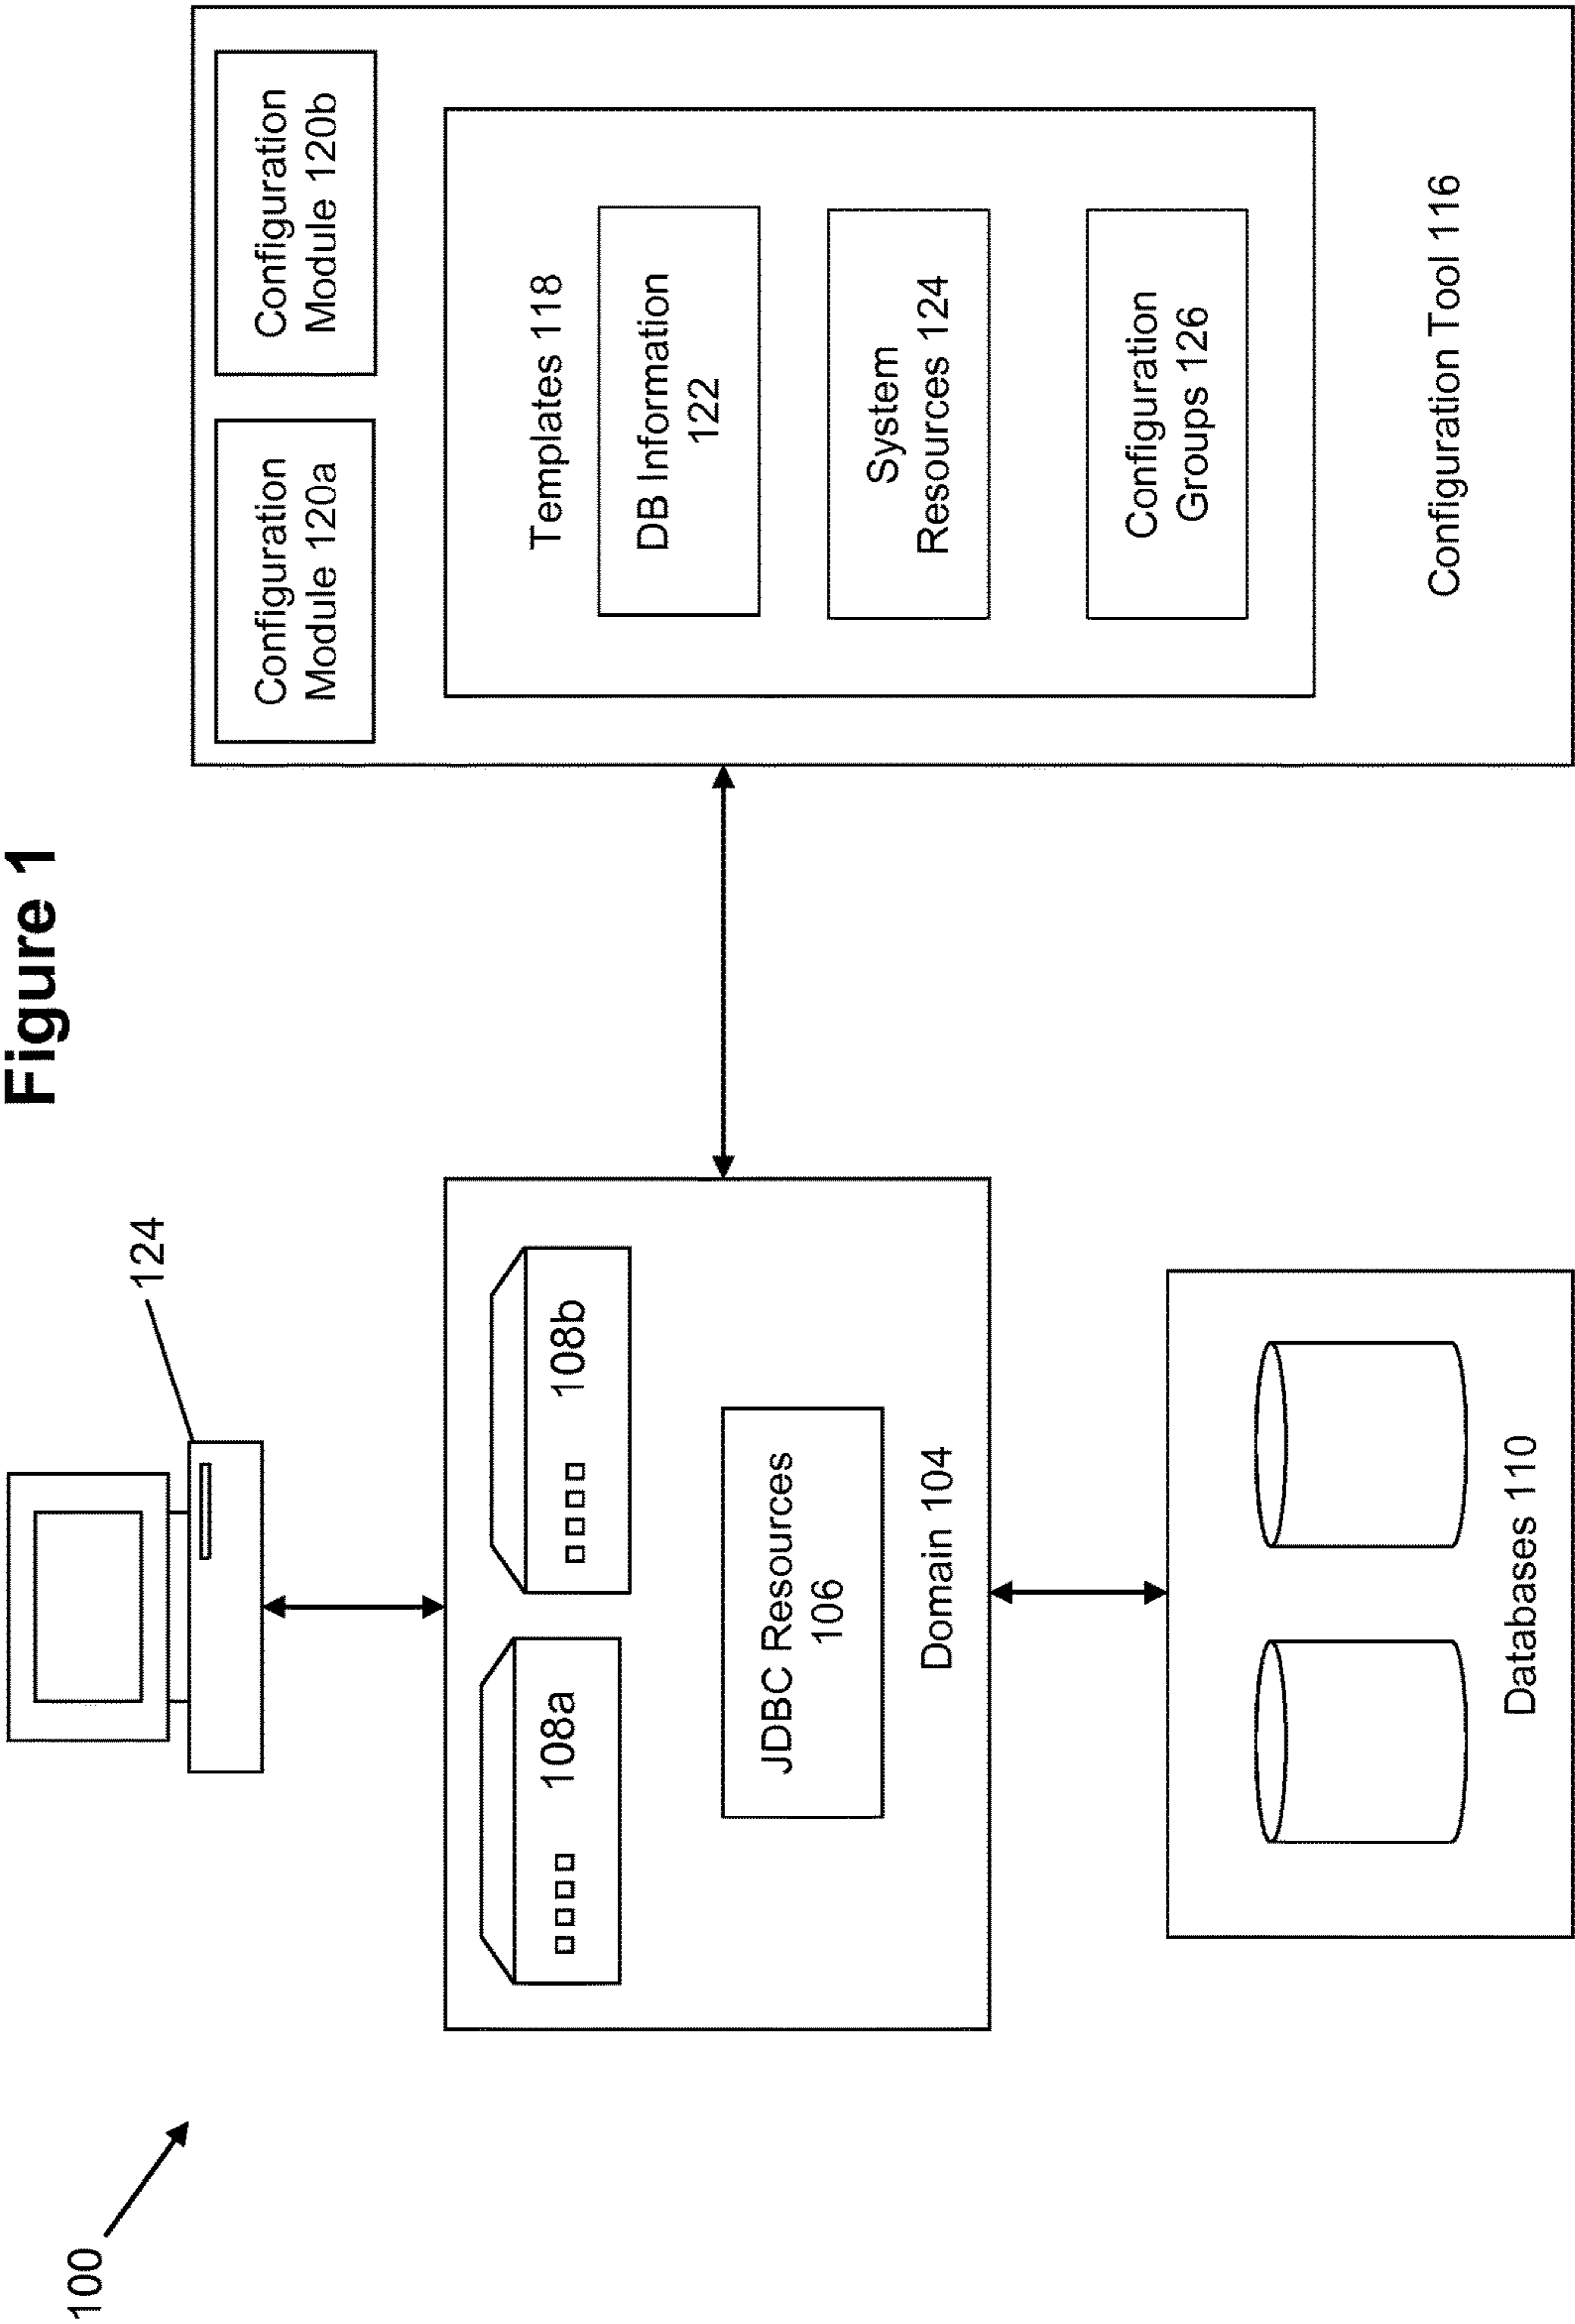 Figure 1
100
124
108a
108b
JDBC Resources
106
Domain 104
Databases 110
Configuration
Module 120a
Configuration
Module 120b
Templates 118
DB Information
122
System
Resources 124
Configuration
Groups 126
Configuration Tool 116